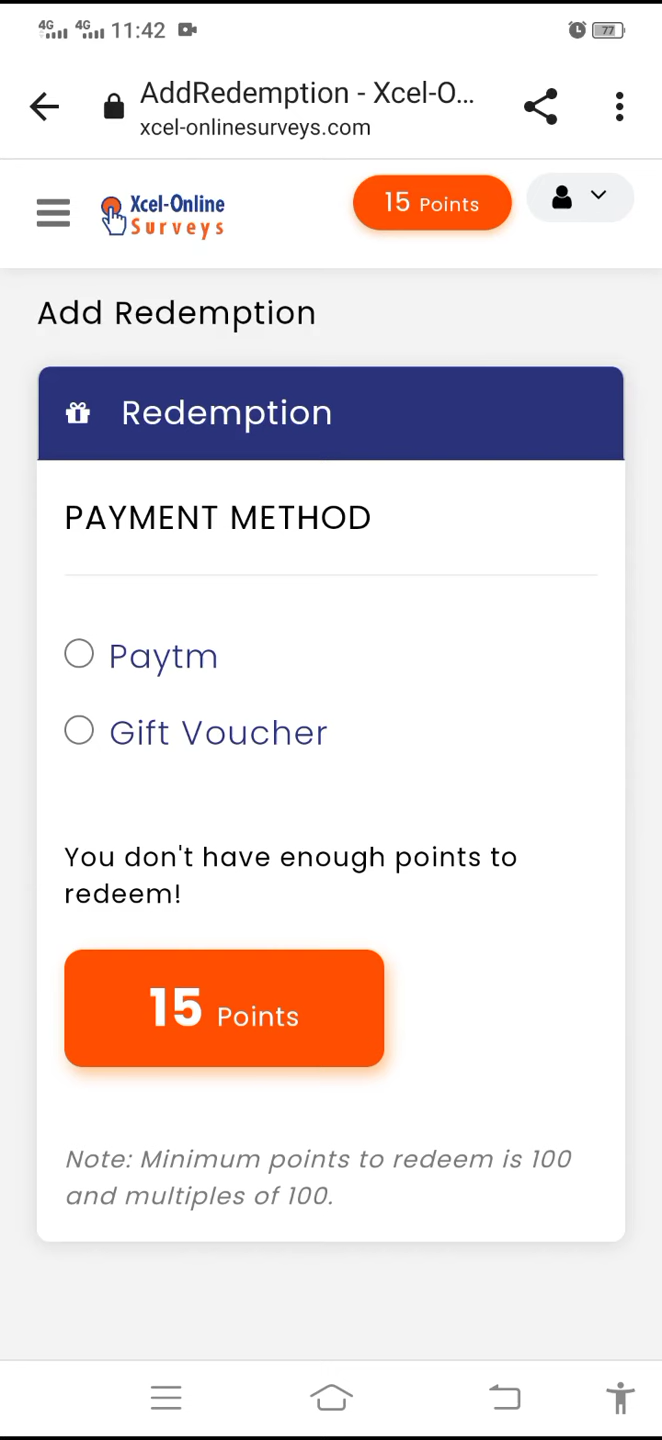 4G 4G 11:42 77
AddRedemption - Xcel-O...
xcel-onlinesurveys.com
Xcel-Online
Surveys
15 Points
Add Redemption
Redemption
PAYMENT METHOD
Paytm
Gift Voucher
You don't have enough points to
redeem!
15 Points
Note: Minimum points to redeem is 100
and multiples of 100.